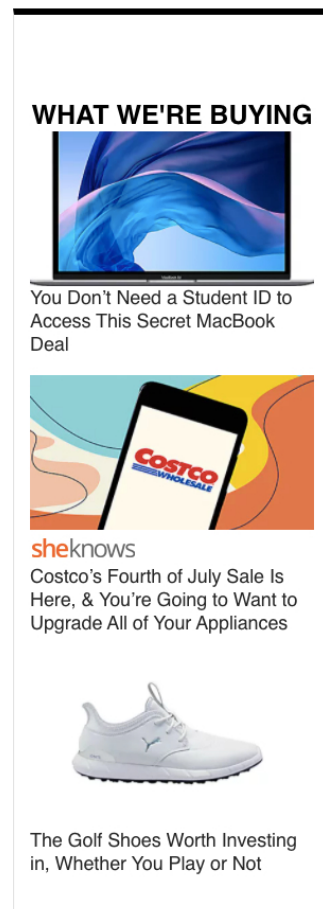 WHAT WE'RE BUYING
You Don’t Need a Student ID to
Access This Secret MacBook
Deal
COSTCO
WHOLESALE
sheknows
Costco’s Fourth of July Sale Is
Here, & You’re Going to Want to
Upgrade All of Your Appliances
The Golf Shoes Worth Investing
in, Whether You Play or Not